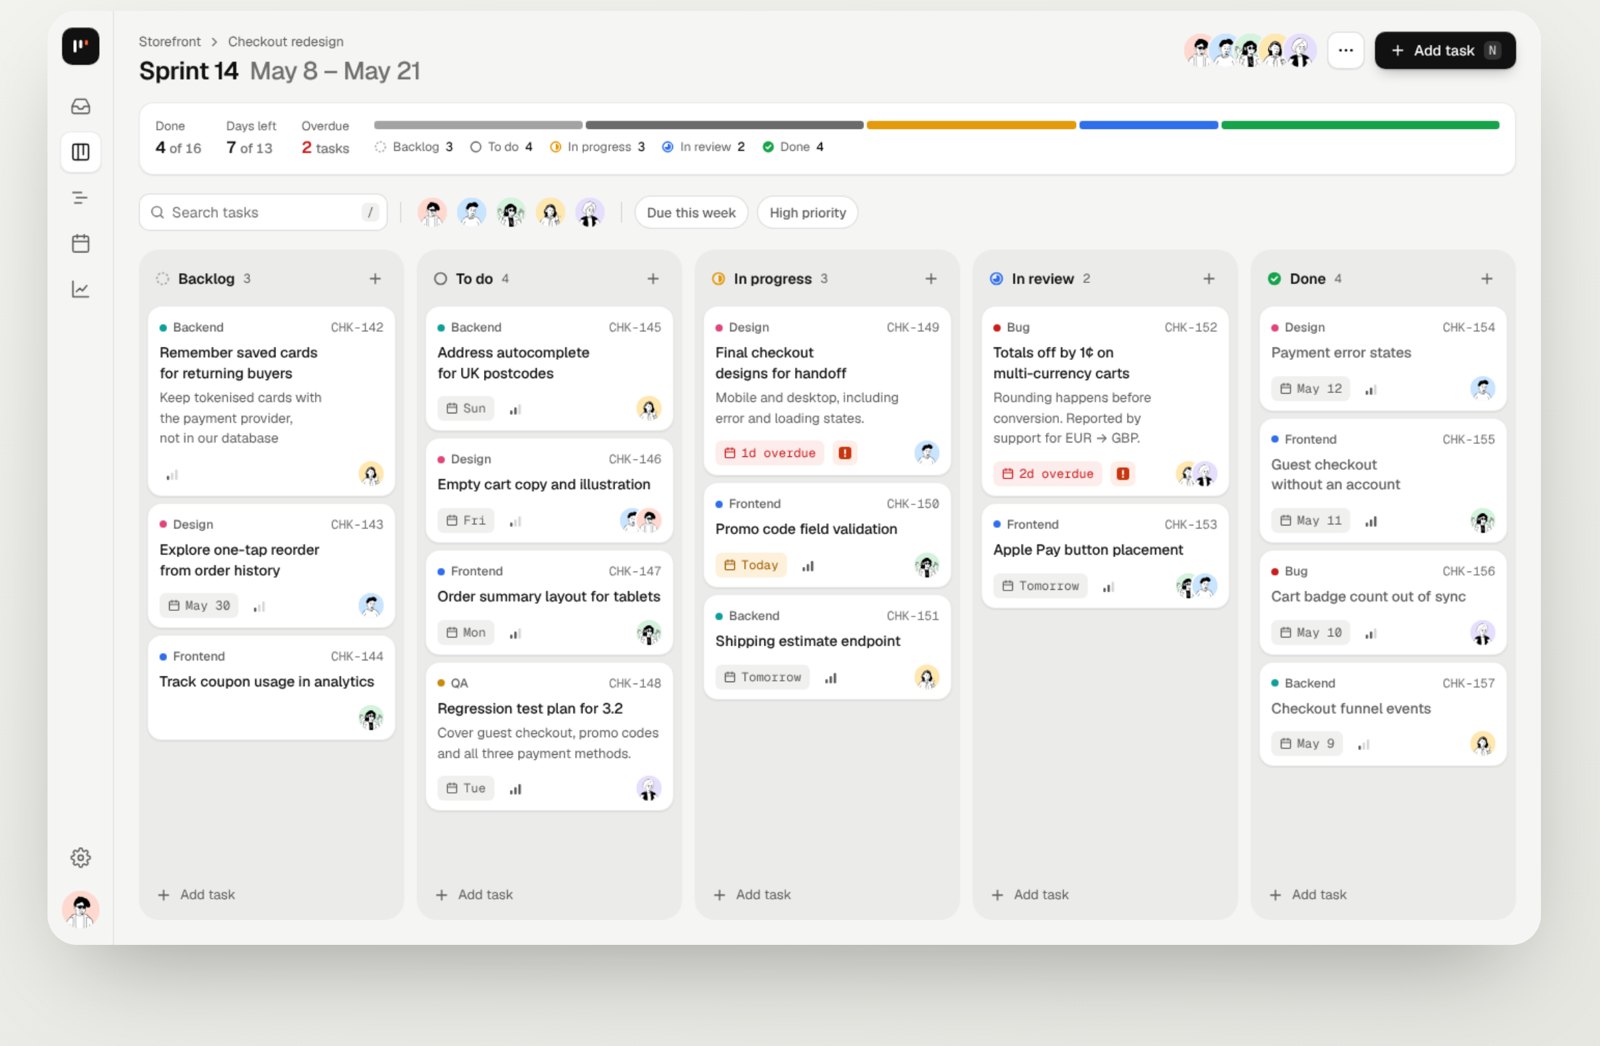 Storefront > Checkout redesign
Sprint 14 May 8 – May 21
+ Add task N
Done
4 of 16
Days left
7 of 13
Overdue
2 tasks
Backlog 3
To do 4
In progress 3
In review 2
Done 4
Search tasks /
Due this week
High priority
Backlog 3
Backend CHK-142
Remember saved cards
for returning buyers
Keep tokenised cards with
the payment provider,
not in our database
Design CHK-143
Explore one-tap reorder
from order history
May 30
Frontend CHK-144
Track coupon usage in analytics
+ Add task
To do 4
Backend CHK-145
Address autocomplete
for UK postcodes
Sun
Design CHK-146
Empty cart copy and illustration
Fri
Frontend CHK-147
Order summary layout for tablets
Mon
QA CHK-148
Regression test plan for 3.2
Cover guest checkout, promo codes
and all three payment methods.
Tue
+ Add task
In progress 3
Design CHK-149
Final checkout
designs for handoff
Mobile and desktop, including
error and loading states.
1d overdue
Frontend CHK-150
Promo code field validation
Today
Backend CHK-151
Shipping estimate endpoint
Tomorrow
+ Add task
In review 2
Bug CHK-152
Totals off by 1¢ on
multi-currency carts
Rounding happens before
conversion. Reported by
support for EUR → GBP.
2d overdue
Frontend CHK-153
Apple Pay button placement
Tomorrow
+ Add task
Done 4
Design CHK-154
Payment error states
May 12
Frontend CHK-155
Guest checkout
without an account
May 11
Bug CHK-156
Cart badge count out of sync
May 10
Backend CHK-157
Checkout funnel events
May 9
+ Add task